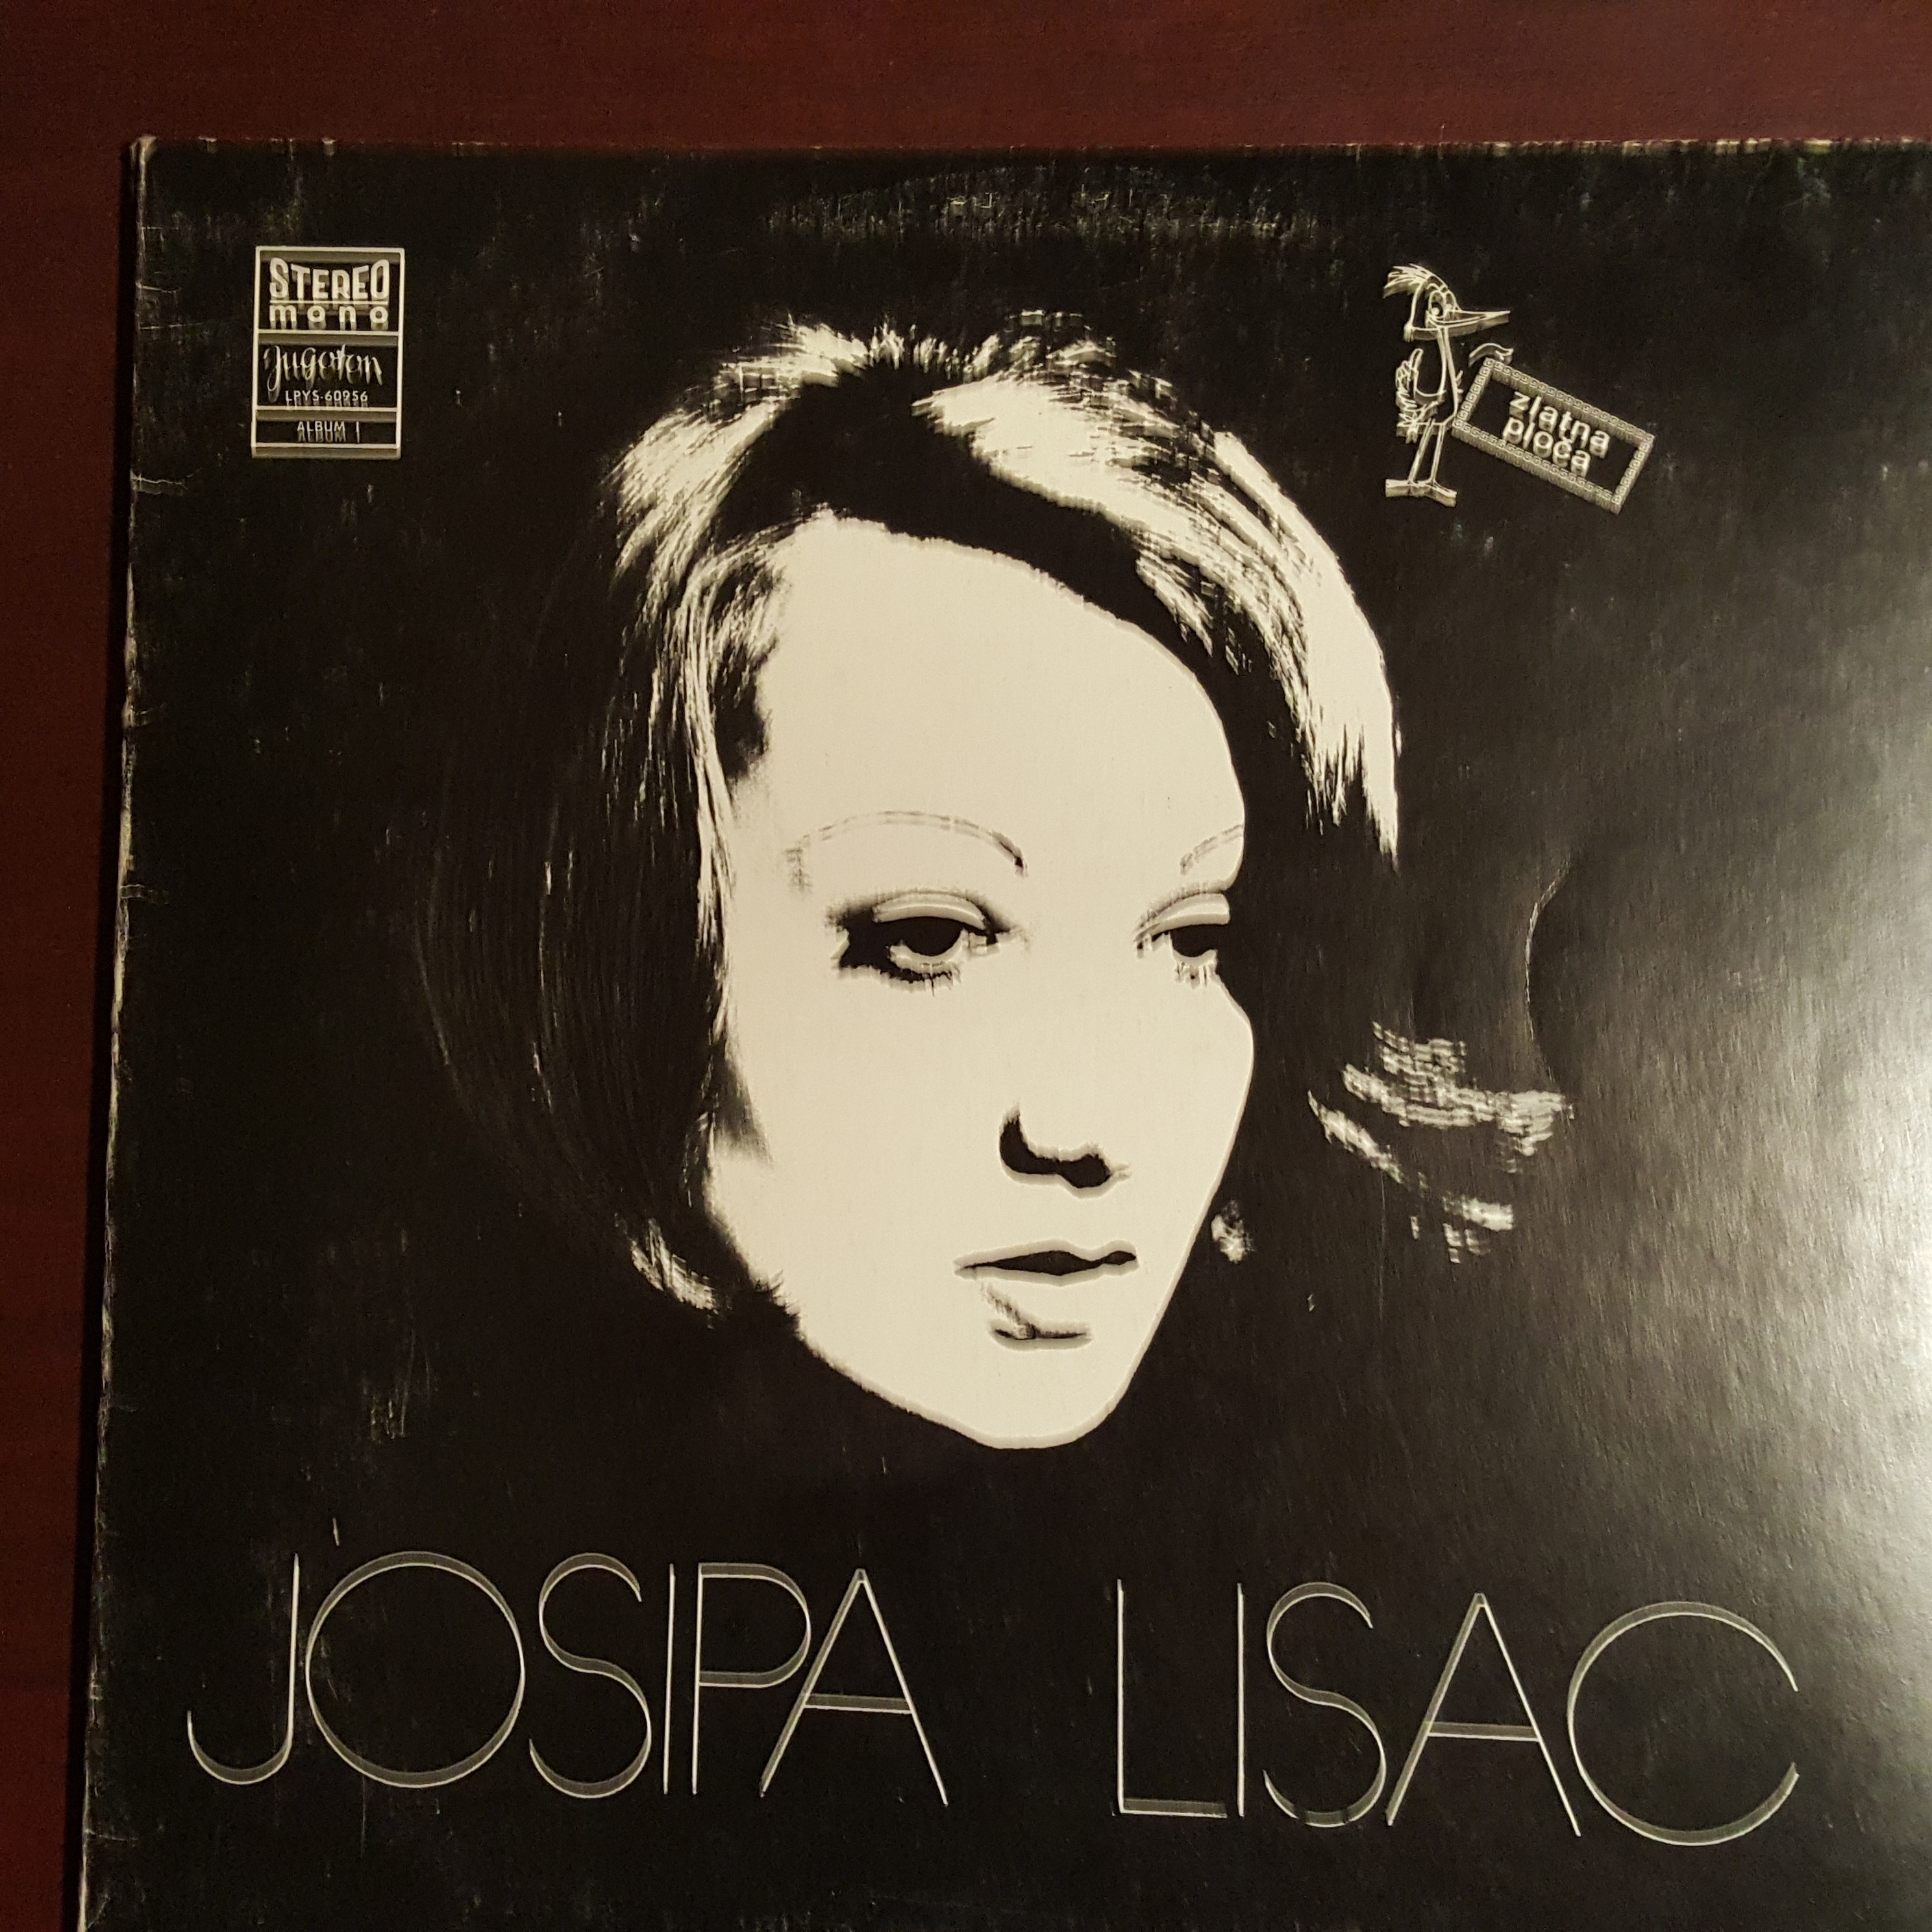 STEREO
mono
Jugoton
LPYS-60956
ALBUM I
zlatna
ploča
JOSIPA LISAC